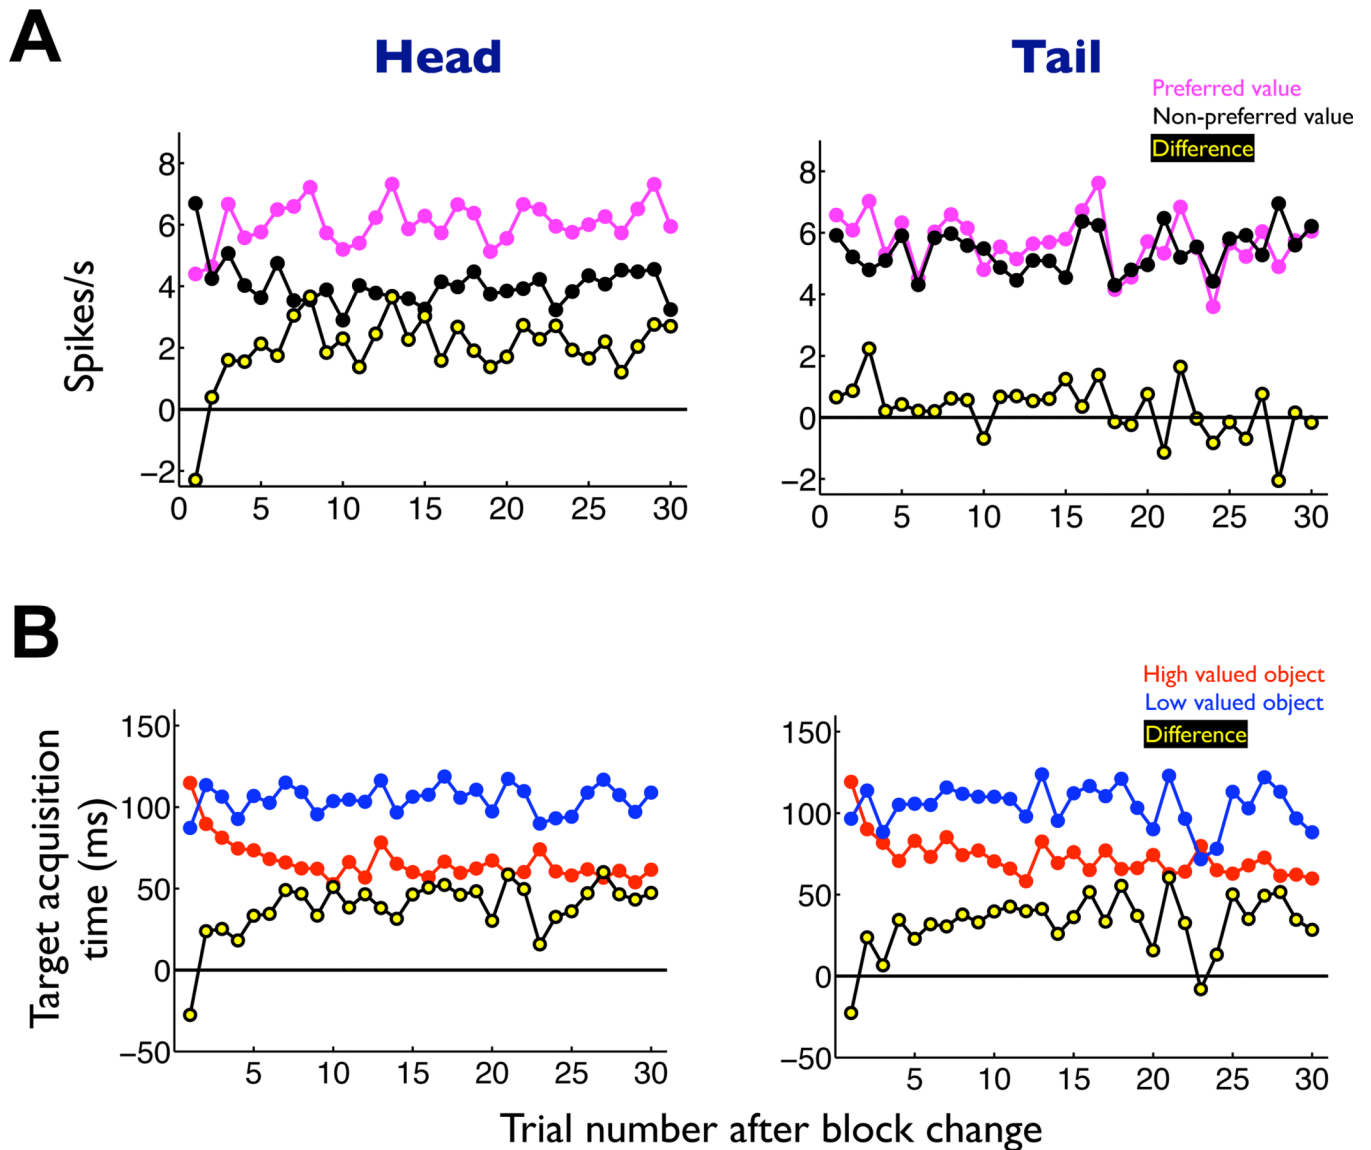 A
Head
Tail
Preferred value
Non-preferred value
Difference
Spikes/s
8
6
4
2
0
−2
0 5 10 15 20 25 30
8
6
4
2
0
−2
0 5 10 15 20 25 30
B
High valued object
Low valued object
Difference
Target acquisition
time (ms)
150
100
50
0
−50
5 10 15 20 25 30
150
100
50
0
−50
5 10 15 20 25 30
Trial number after block change